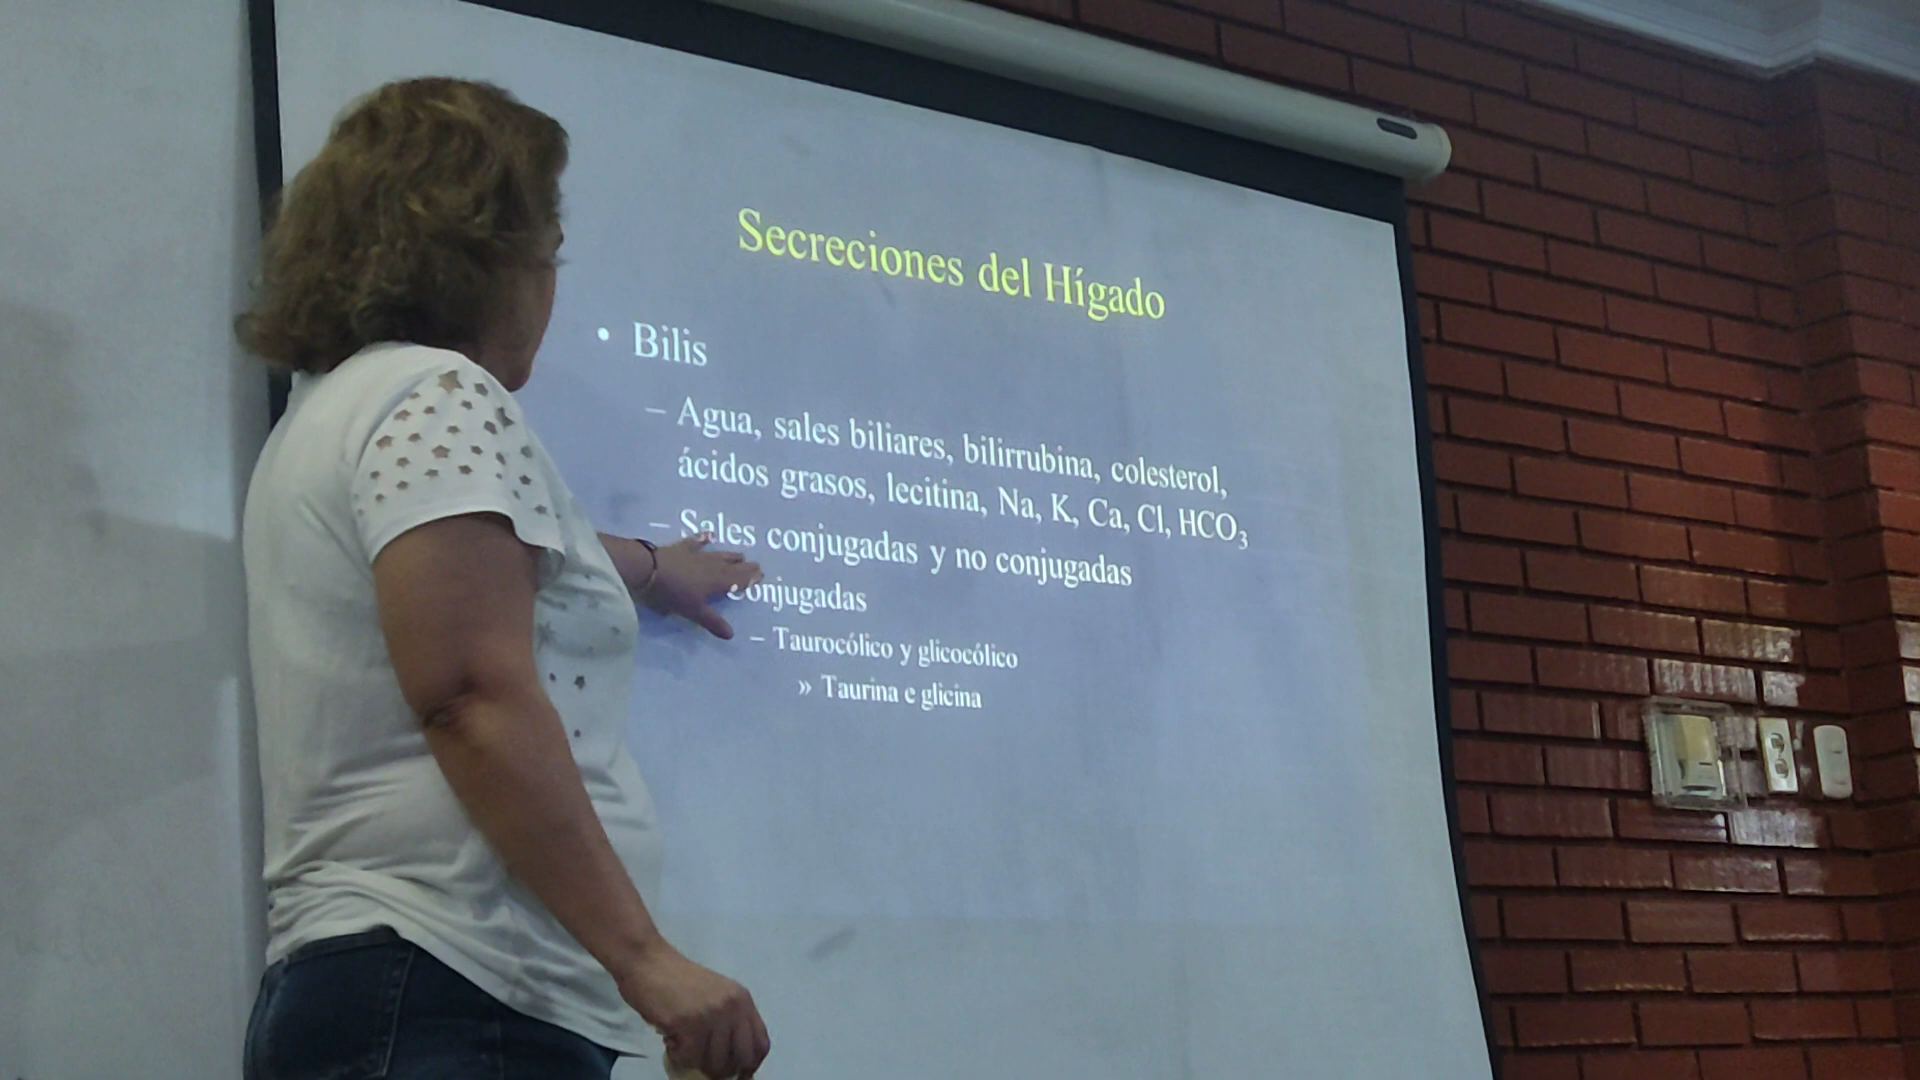 Secreciones del Hígado
• Bilis
– Agua, sales biliares, bilirrubina, colesterol,
ácidos grasos, lecitina, Na, K, Ca, Cl, HCO₃
– Sales conjugadas y no conjugadas
Conjugadas
– Taurocólico y glicocólico
» Taurina e glicina